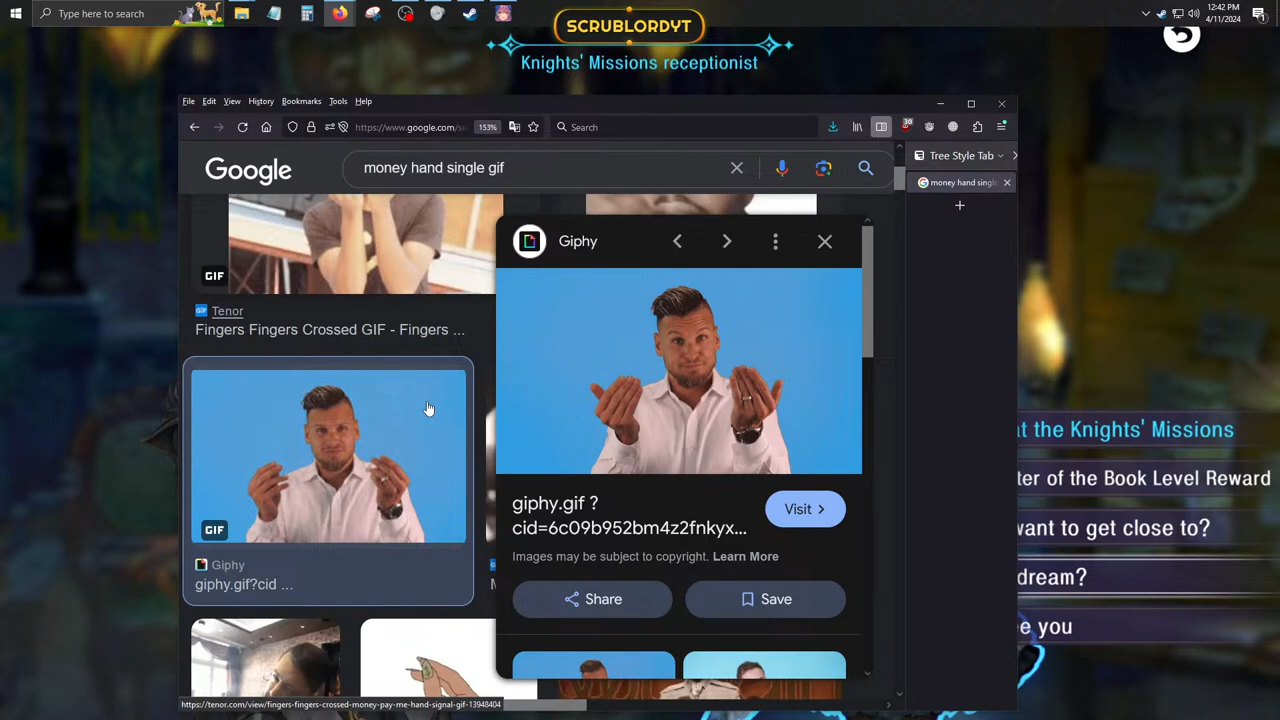 Type here to search
12:42 PM
4/11/2024
SCRUBLORDYT
Knights' Missions receptionist
File Edit View History Bookmarks Tools Help
https://www.google.com/se
153%
Search
30
Google
money hand single gif
Tree Style Tab
money hand single
GIF
Tenor
Fingers Fingers Crossed GIF - Fingers ...
Giphy
GIF
Giphy
giphy.gif?cid ...
giphy.gif ?
cid=6c09b952bm4z2fnkyx...
Visit
Images may be subject to copyright. Learn More
Share
Save
at the Knights' Missions
ter of the Book Level Reward
want to get close to?
dream?
ee you
https://tenor.com/view/fingers-fingers-crossed-money-pay-me-hand-signal-gif-13948404